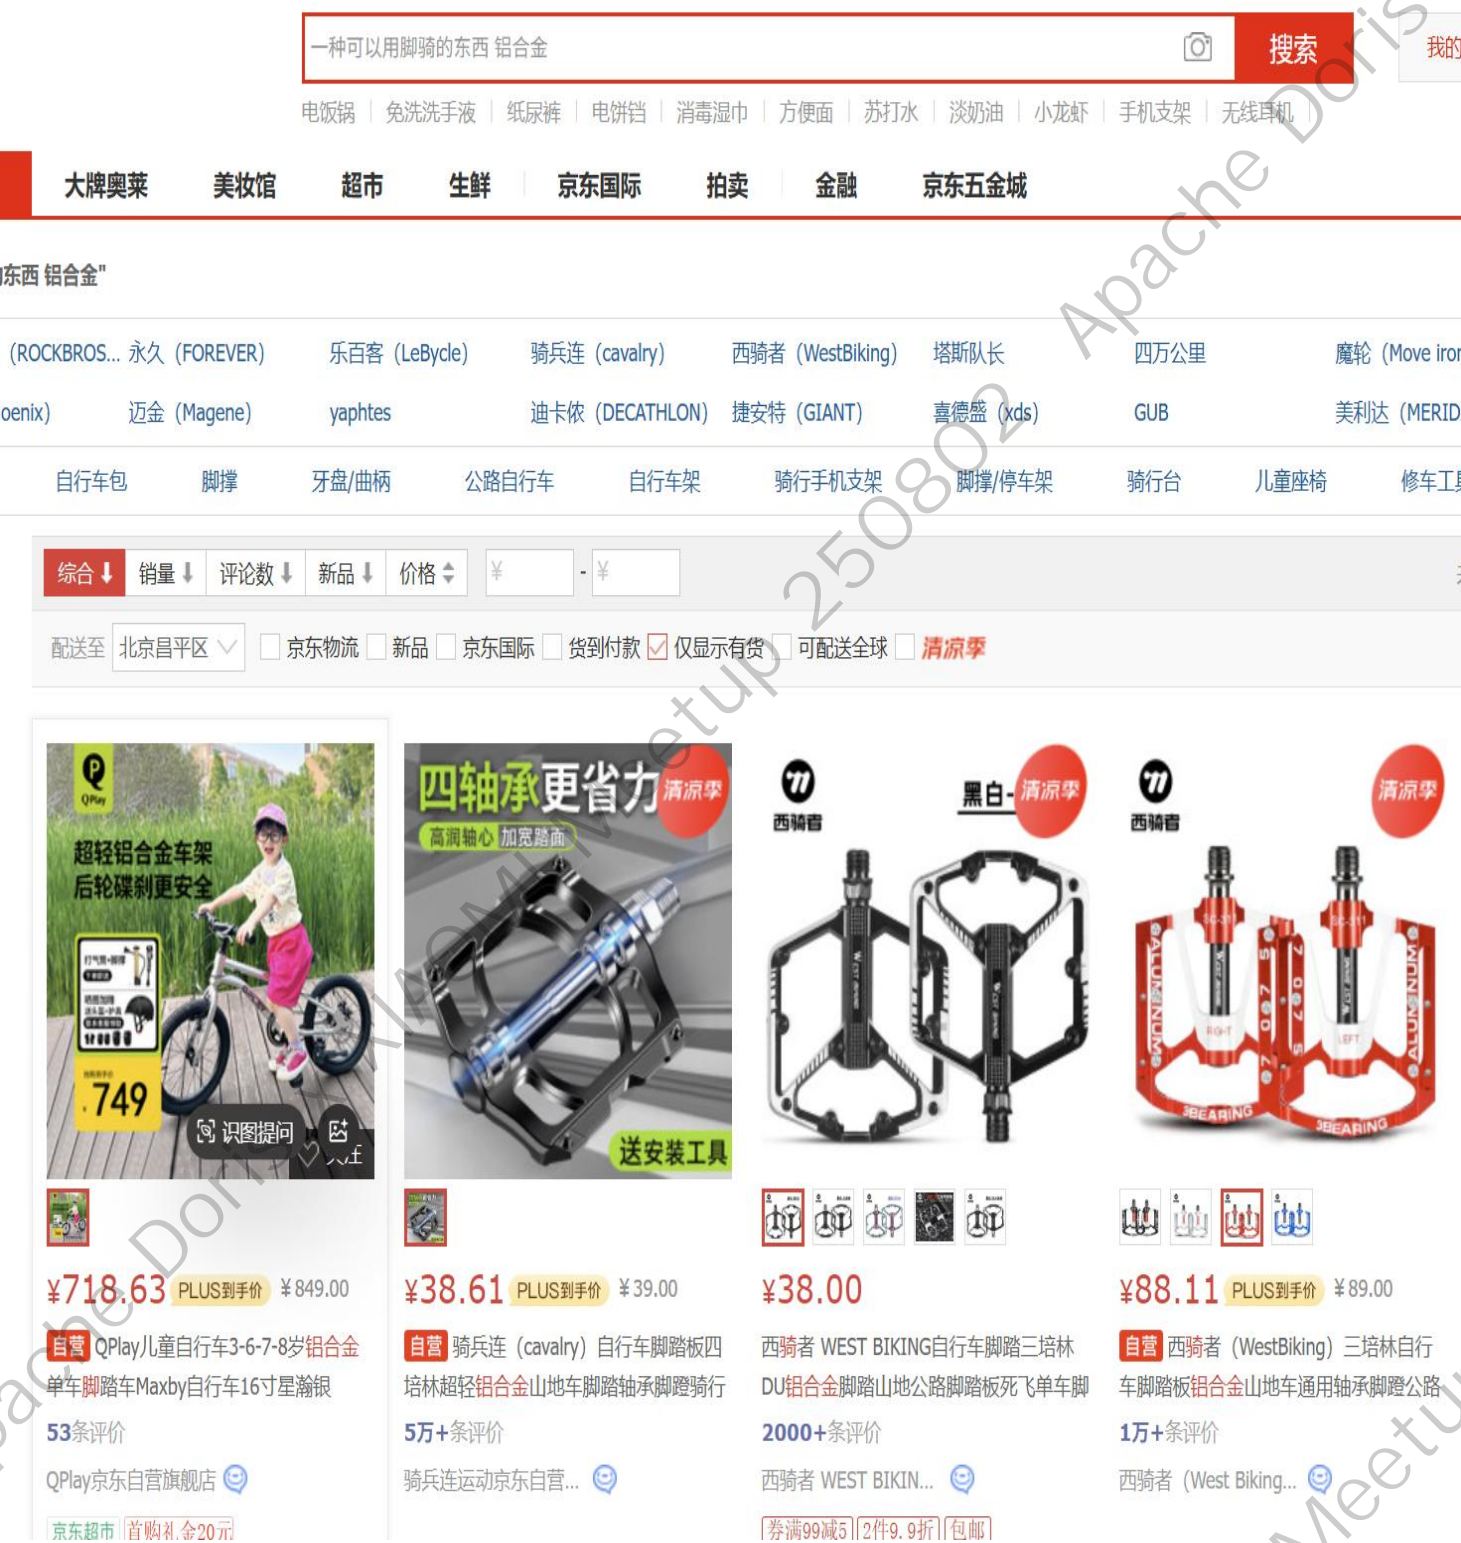 一种可以用脚骑的东西 铝合金
搜索
我的
电饭锅 免洗洗手液 纸尿裤 电饼铛 消毒湿巾 方便面 苏打水 淡奶油 小龙虾 手机支架 无线耳机
大牌奥莱 美妆馆 超市 生鲜 京东国际 拍卖 金融 京东五金城
东西 铝合金"
(ROCKBROS... 永久 (FOREVER) 乐百客 (LeBycle) 骑兵连 (cavalry) 西骑者 (WestBiking) 塔斯队长 四万公里 魔轮 (Move iron
oenix) 迈金 (Magene) yaphtes 迪卡侬 (DECATHLON) 捷安特 (GIANT) 喜德盛 (xds) GUB 美利达 (MERID
自行车包 脚撑 牙盘/曲柄 公路自行车 自行车架 骑行手机支架 脚撑/停车架 骑行台 儿童座椅 修车工具
综合 销量 评论数 新品 价格 ¥ - ¥
配送至 北京昌平区 京东物流 新品 京东国际 货到付款 仅显示有货 可配送全球 清凉季
QPlay
超轻铝合金车架
后轮碟刹更安全
749
识图提问
四轴承更省力
清凉季
高润轴心 加宽踏面
送安装工具
西骑者
黑白-
清凉季
WEST BIKING
西骑者
清凉季
SC-311
ALUMINUM
RIGHT
LEFT
3BEARING
3BEARING
¥718.63 PLUS到手价 ¥849.00
自营 QPlay儿童自行车3-6-7-8岁铝合金
单车脚踏车Maxby自行车16寸星瀚银
53条评价
QPlay京东自营旗舰店
京东超市 首购礼金20元
¥38.61 PLUS到手价 ¥39.00
自营 骑兵连 (cavalry) 自行车脚踏板四
培林超轻铝合金山地车脚踏轴承脚蹬骑行
5万+条评价
骑兵连运动京东自营...
¥38.00
西骑者 WEST BIKING自行车脚踏三培林
DU铝合金脚踏山地公路脚踏板死飞单车脚
2000+条评价
西骑者 WEST BIKIN...
券满99减5 2件9.9折 包邮
¥88.11 PLUS到手价 ¥89.00
自营 西骑者 (WestBiking) 三培林自行
车脚踏板铝合金山地车通用轴承脚蹬公路
1万+条评价
西骑者 (West Biking...
Apache Doris
Meetup 250802